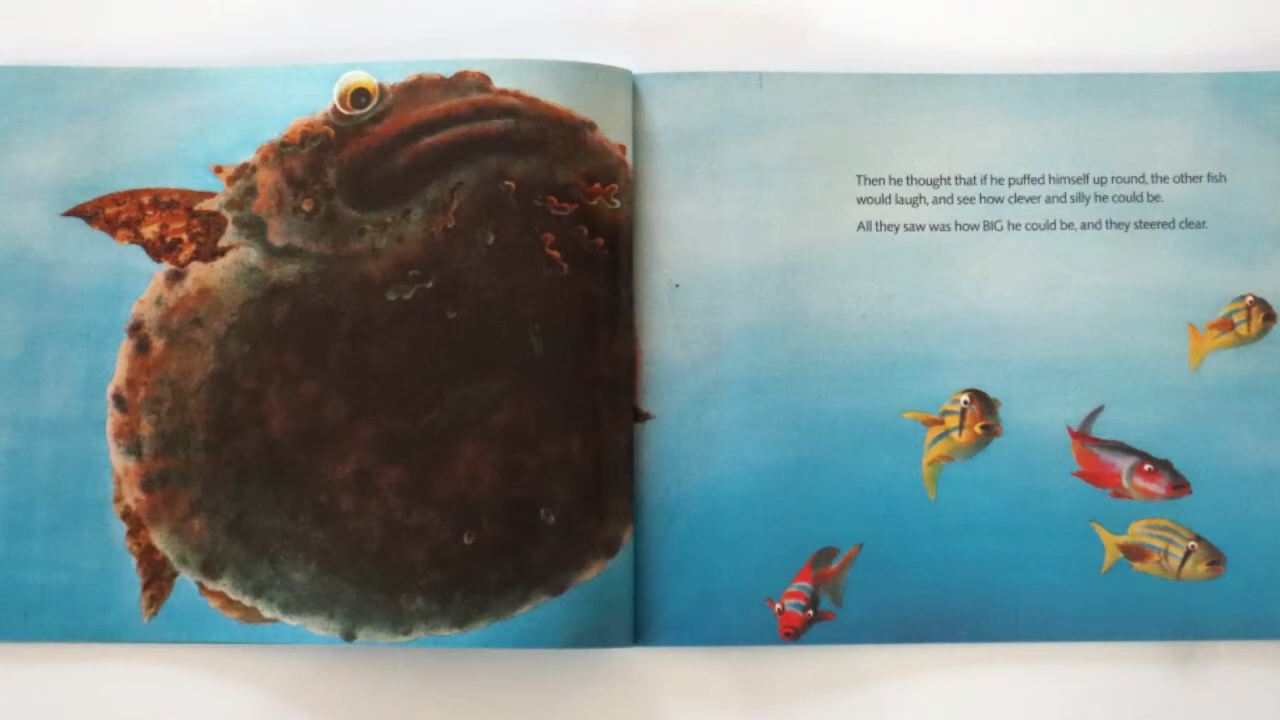 Then he thought that if he puffed himself up round, the other fish
would laugh, and see how clever and silly he could be.
All they saw was how BIG he could be, and they steered clear.